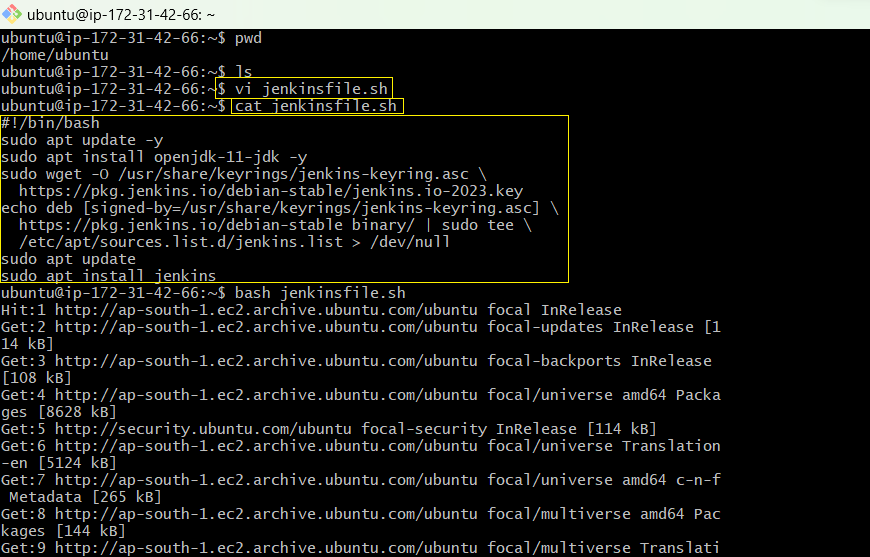 ubuntu@ip-172-31-42-66: ~
ubuntu@ip-172-31-42-66:~$ pwd
/home/ubuntu
ubuntu@ip-172-31-42-66:~$ ls
ubuntu@ip-172-31-42-66:~$ vi jenkinsfile.sh
ubuntu@ip-172-31-42-66:~$ cat jenkinsfile.sh
#!/bin/bash
sudo apt update -y
sudo apt install openjdk-11-jdk -y
sudo wget -O /usr/share/keyrings/jenkins-keyring.asc \
  https://pkg.jenkins.io/debian-stable/jenkins.io-2023.key
echo deb [signed-by=/usr/share/keyrings/jenkins-keyring.asc] \
  https://pkg.jenkins.io/debian-stable binary/ | sudo tee \
  /etc/apt/sources.list.d/jenkins.list > /dev/null
sudo apt update
sudo apt install jenkins
ubuntu@ip-172-31-42-66:~$ bash jenkinsfile.sh
Hit:1 http://ap-south-1.ec2.archive.ubuntu.com/ubuntu focal InRelease
Get:2 http://ap-south-1.ec2.archive.ubuntu.com/ubuntu focal-updates InRelease [1
14 kB]
Get:3 http://ap-south-1.ec2.archive.ubuntu.com/ubuntu focal-backports InRelease
[108 kB]
Get:4 http://ap-south-1.ec2.archive.ubuntu.com/ubuntu focal/universe amd64 Packa
ges [8628 kB]
Get:5 http://security.ubuntu.com/ubuntu focal-security InRelease [114 kB]
Get:6 http://ap-south-1.ec2.archive.ubuntu.com/ubuntu focal/universe Translation
-en [5124 kB]
Get:7 http://ap-south-1.ec2.archive.ubuntu.com/ubuntu focal/universe amd64 c-n-f
 Metadata [265 kB]
Get:8 http://ap-south-1.ec2.archive.ubuntu.com/ubuntu focal/multiverse amd64 Pac
kages [144 kB]
Get:9 http://ap-south-1.ec2.archive.ubuntu.com/ubuntu focal/multiverse Translati